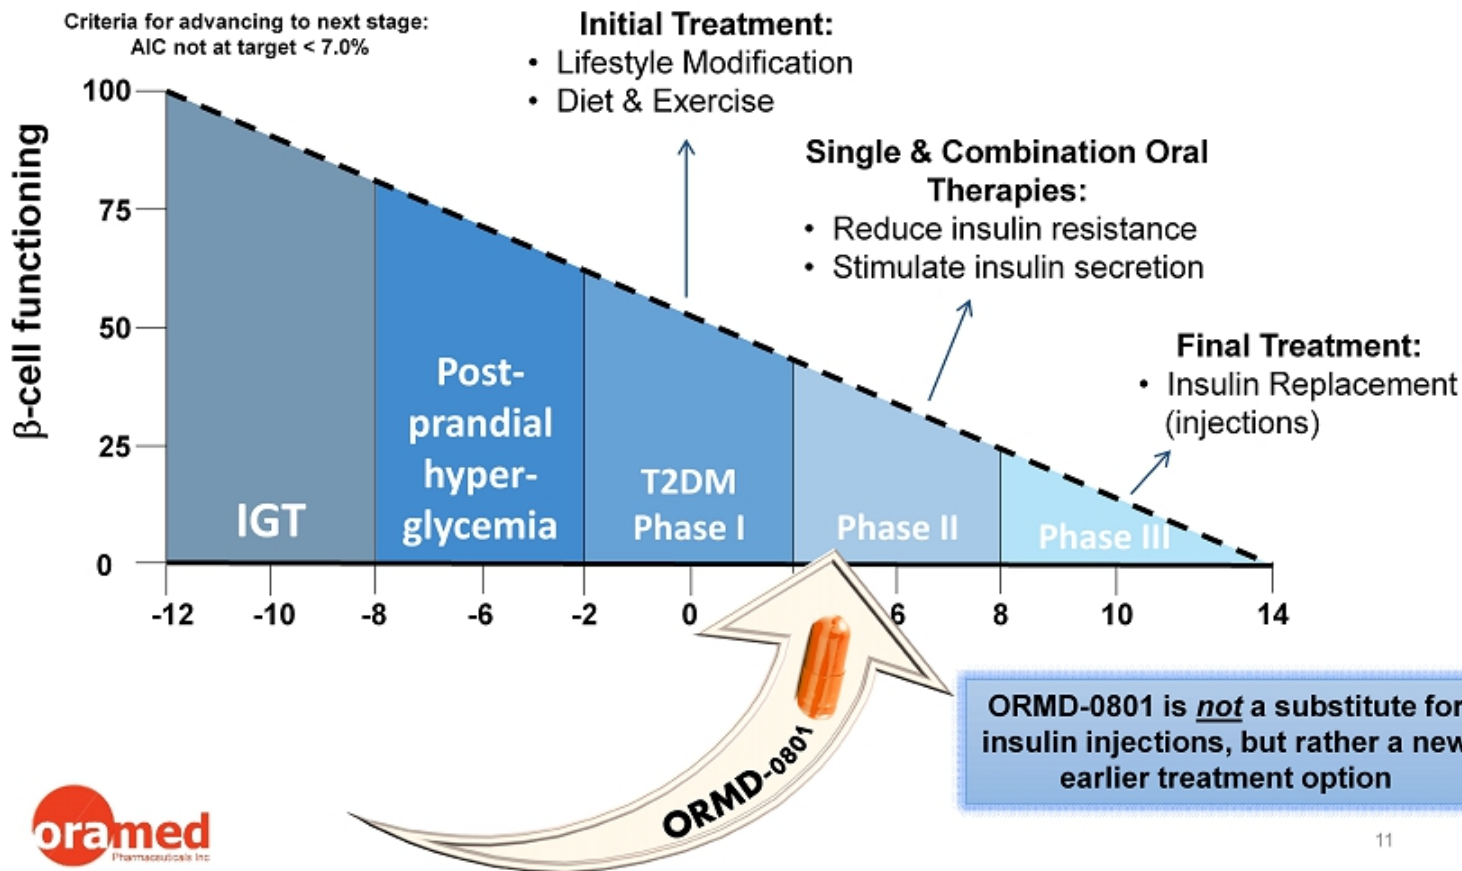 Criteria for advancing to next stage:
AIC not at target < 7.0%
Initial Treatment:
• Lifestyle Modification
• Diet & Exercise
Single & Combination Oral
Therapies:
• Reduce insulin resistance
• Stimulate insulin secretion
Final Treatment:
• Insulin Replacement
(injections)
β-cell functioning
100
75
50
25
0
IGT
Post-
prandial
hyper-
glycemia
T2DM
Phase I
Phase II
Phase III
-12 -10 -8 -6 -2 0 6 8 10 14
ORMD-0801
ORMD-0801 is not a substitute for
insulin injections, but rather a new
earlier treatment option
oramed
Pharmaceuticals Inc
11